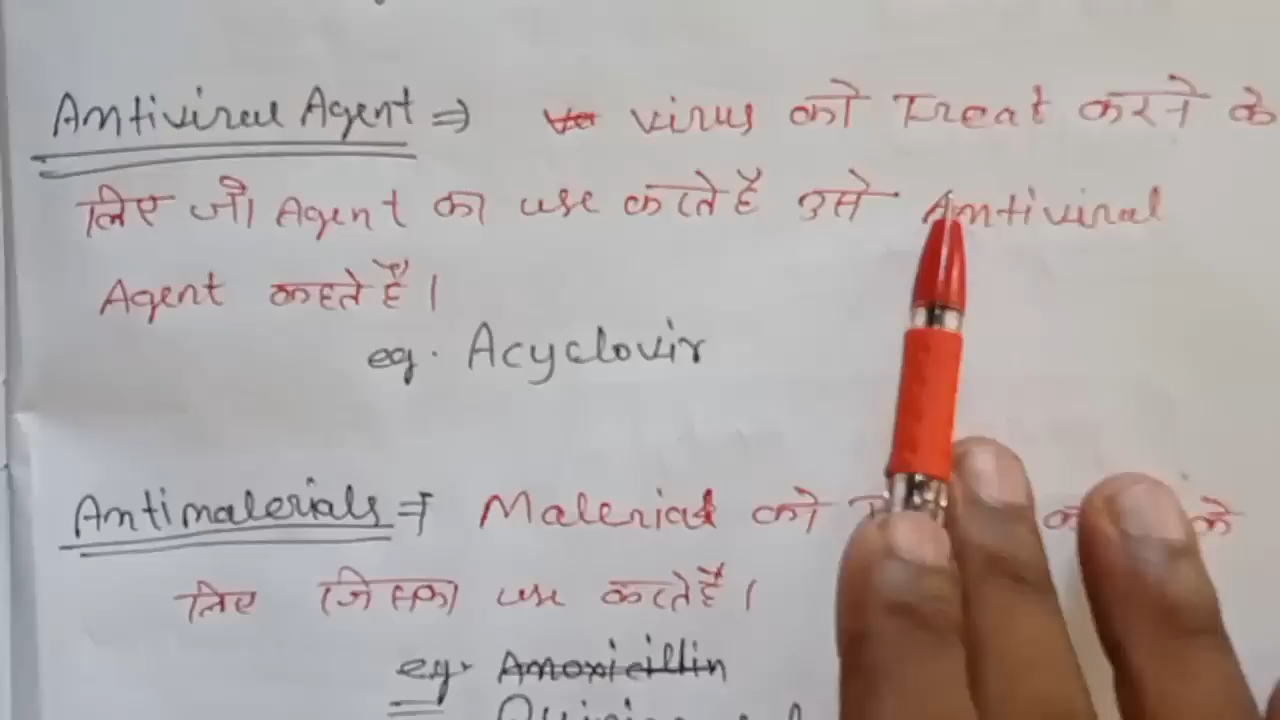 Antiviral Agent ⇒ virus को Treat करने के
लिए जो Agent का use करते है उसे Antiviral
Agent कहते हैं।
eg. Acyclovir
Antimalerials ⇒ Malerial को के
लिए जिसका use करते है।
eg. Amoxicillin